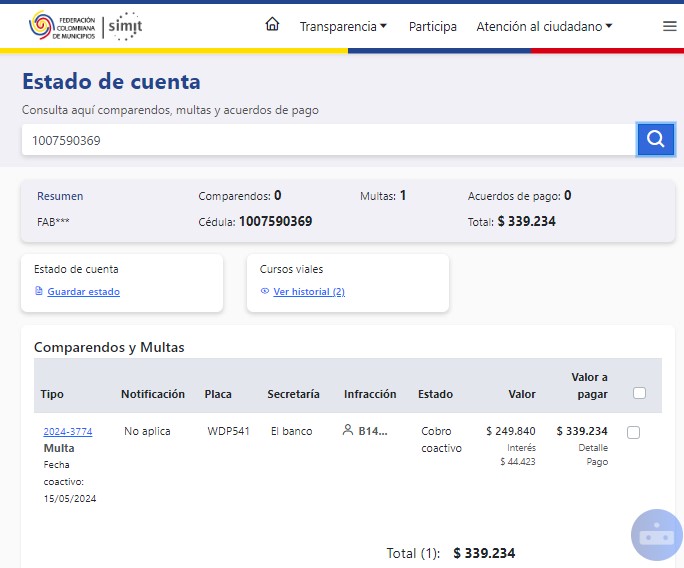 FEDERACIÓN
COLOMBIANA
DE MUNICIPIOS
simit
Transparencia Participa Atención al ciudadano
Estado de cuenta
Consulta aquí comparendos, multas y acuerdos de pago
1007590369
Resumen Comparendos: 0 Multas: 1 Acuerdos de pago: 0
FAB*** Cédula: 1007590369 Total: $ 339.234
Estado de cuenta Cursos viales
Guardar estado Ver historial (2)
Comparendos y Multas
Tipo Notificación Placa Secretaría Infracción Estado Valor Valor a pagar
2024-3774 No aplica WDP541 El banco B14... Cobro $ 249.840 $ 339.234
Multa coactivo Interés Detalle
Fecha $ 44.423 Pago
coactivo:
15/05/2024
Total (1): $ 339.234